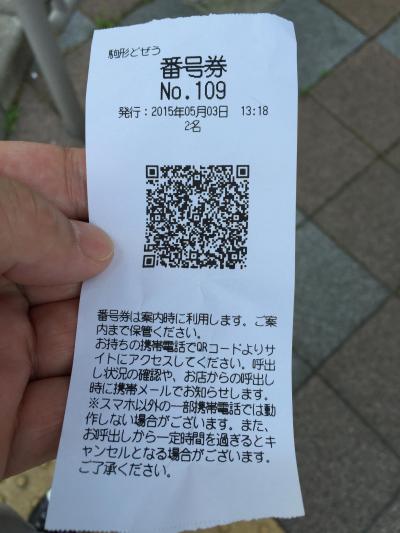 駒形どぜう
番号券
No.109
発行：2015年05月03日 13:18
2名
番号券は案内時に利用します。ご案
内まで保管ください。
お持ちの携帯電話でQRコードよりサ
イトにアクセスしてください。呼出
し状況の確認や、お店からの呼出し
時に携帯メールでお知らせします。
※スマホ以外の一部携帯電話では動
作しない場合がございます。また、
お呼出しから一定時間を過ぎるとキ
ャンセルとなる場合がございます。
ご了承ください。